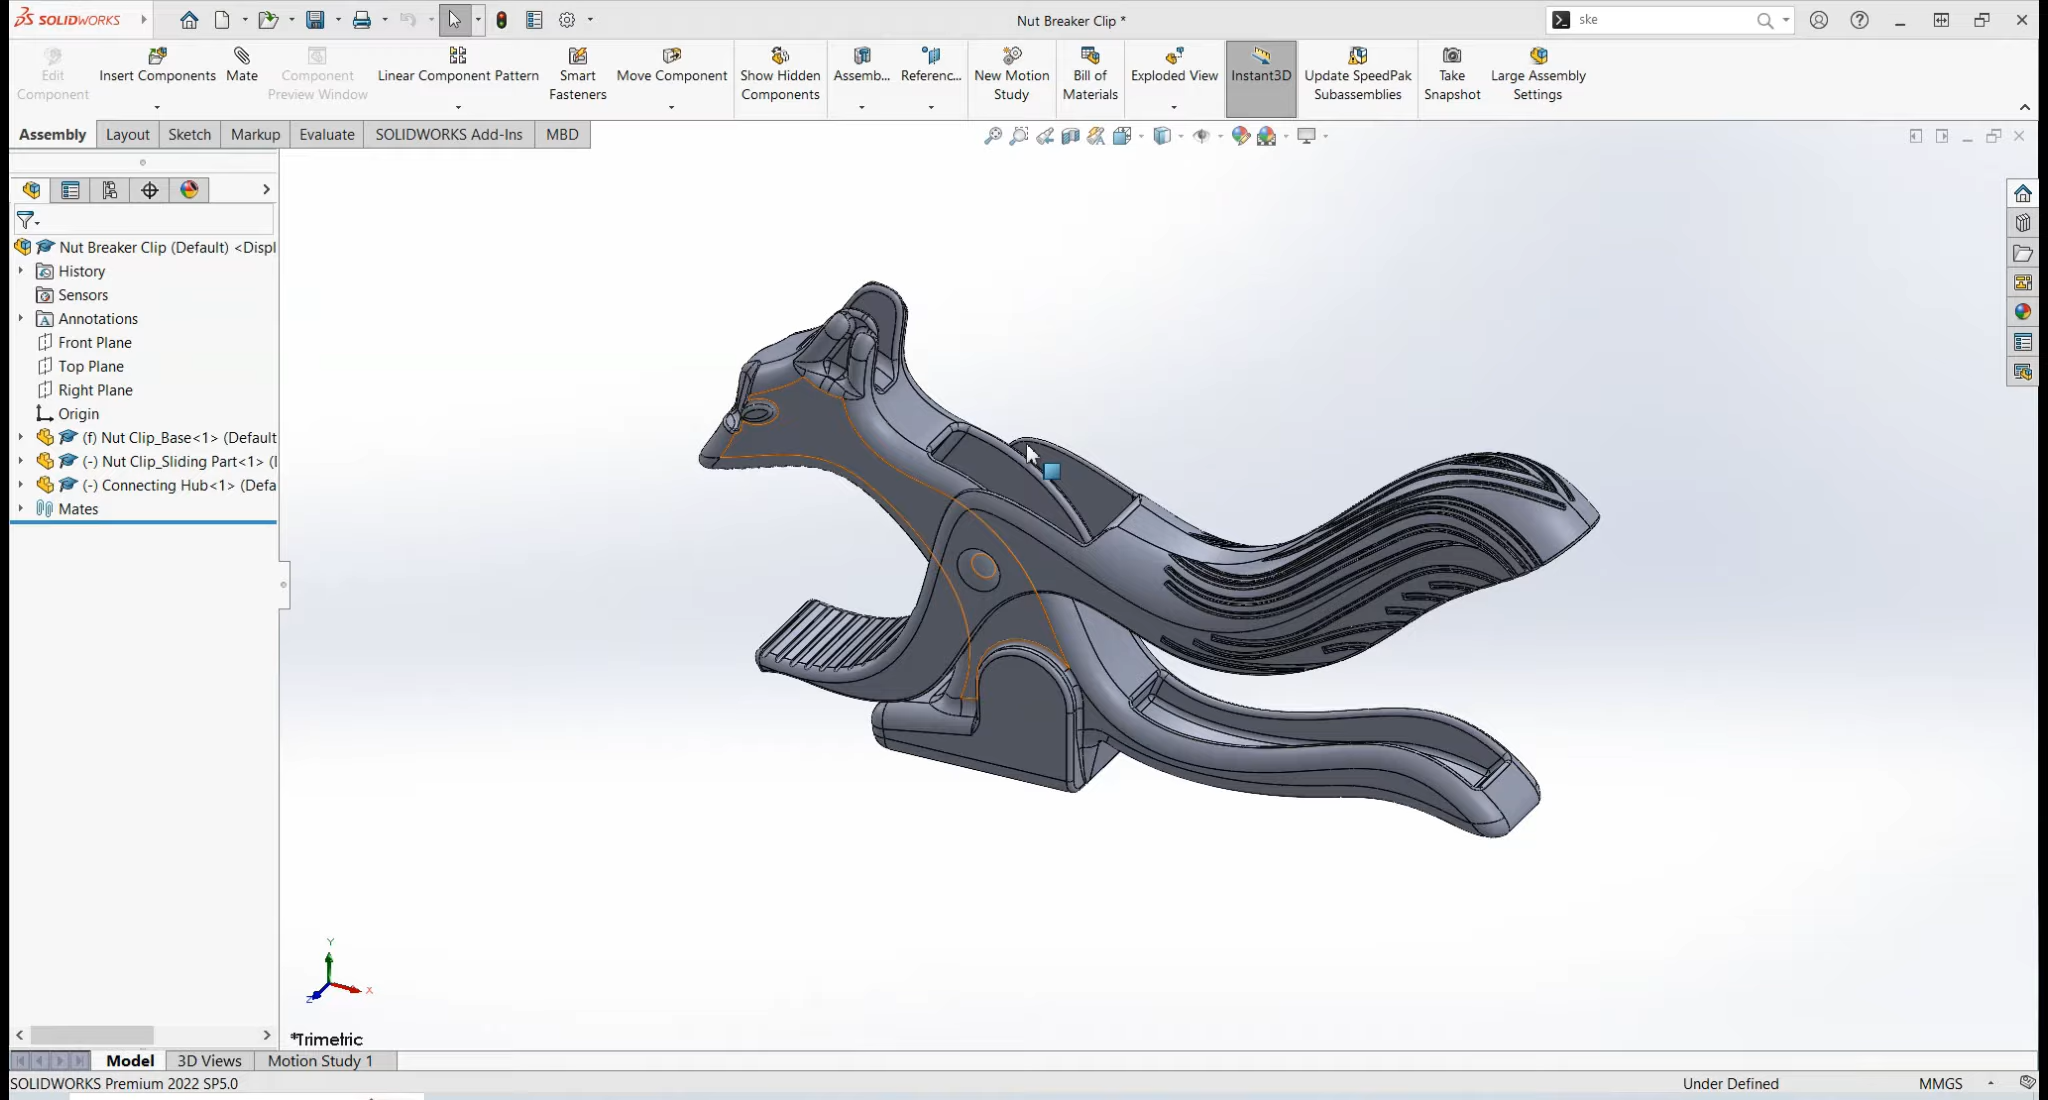 SOLIDWORKS
Nut Breaker Clip *
ske
Edit Component
Insert Components
Mate
Component Preview Window
Linear Component Pattern
Smart Fasteners
Move Component
Show Hidden Components
Assemb...
Referenc...
New Motion Study
Bill of Materials
Exploded View
Instant3D
Update SpeedPak Subassemblies
Take Snapshot
Large Assembly Settings
Assembly
Layout
Sketch
Markup
Evaluate
SOLIDWORKS Add-Ins
MBD
Nut Breaker Clip (Default) <Displ
History
Sensors
Annotations
Front Plane
Top Plane
Right Plane
Origin
(f) Nut Clip_Base<1> (Default
(-) Nut Clip_Sliding Part<1> (I
(-) Connecting Hub<1> (Defa
Mates
Y
X
Z
*Trimetric
Model
3D Views
Motion Study 1
SOLIDWORKS Premium 2022 SP5.0
Under Defined
MMGS